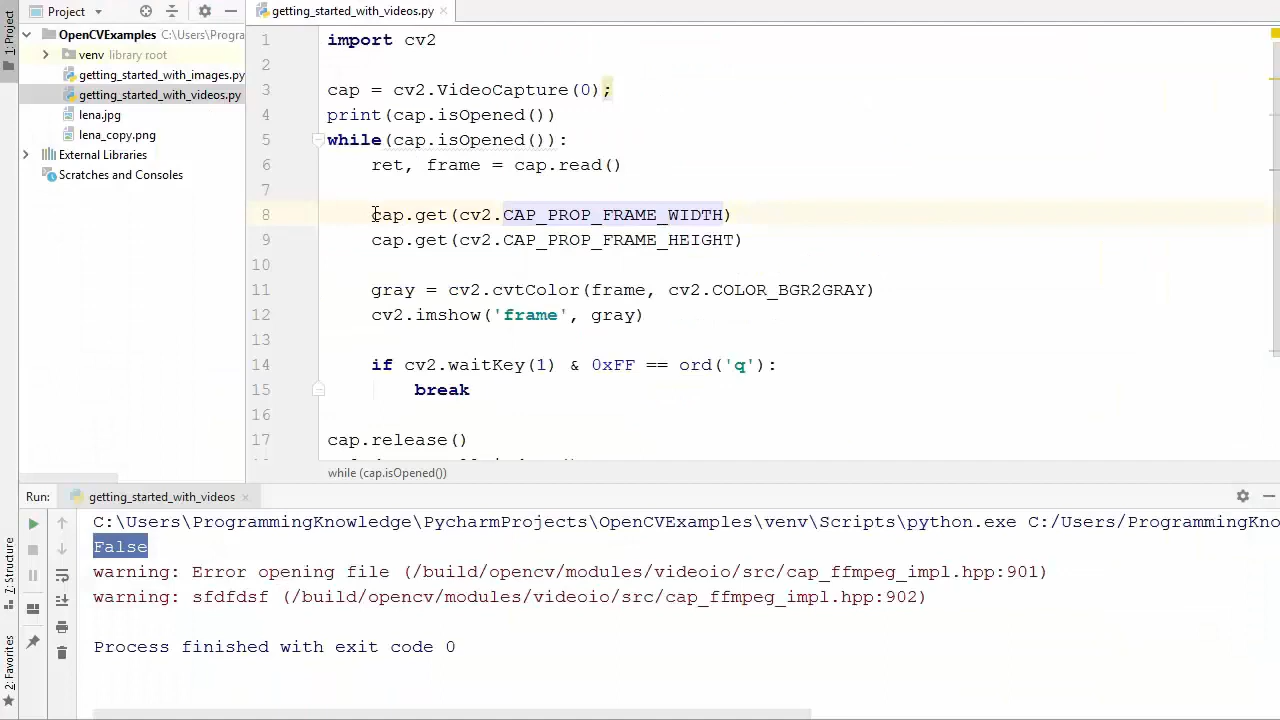 Project
getting_started_with_videos.py
1: Project
OpenCVExamples C:\Users\Progra
venv library root
getting_started_with_images.py
getting_started_with_videos.py
lena.jpg
lena_copy.png
External Libraries
Scratches and Consoles
1 import cv2
2
3 cap = cv2.VideoCapture(0);
4 print(cap.isOpened())
5 while(cap.isOpened()):
6 ret, frame = cap.read()
7
8 cap.get(cv2.CAP_PROP_FRAME_WIDTH)
9 cap.get(cv2.CAP_PROP_FRAME_HEIGHT)
10
11 gray = cv2.cvtColor(frame, cv2.COLOR_BGR2GRAY)
12 cv2.imshow('frame', gray)
13
14 if cv2.waitKey(1) & 0xFF == ord('q'):
15 break
16
17 cap.release()
while (cap.isOpened())
Run: getting_started_with_videos
C:\Users\ProgrammingKnowledge\PycharmProjects\OpenCVExamples\venv\Scripts\python.exe C:/Users/ProgrammingKno
False
warning: Error opening file (/build/opencv/modules/videoio/src/cap_ffmpeg_impl.hpp:901)
warning: sfdfdsf (/build/opencv/modules/videoio/src/cap_ffmpeg_impl.hpp:902)
Process finished with exit code 0
7: Structure
2: Favorites